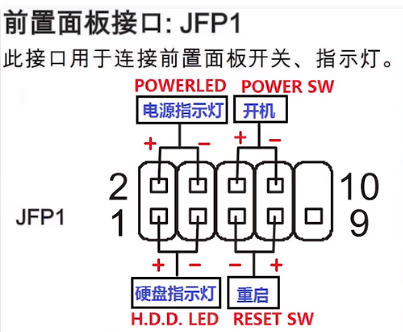 前置面板接口: JFP1
此接口用于连接前置面板开关、指示灯。
POWERLED POWER SW
电源指示灯 开机
+ - + -
2 10
JFP1 1 9
+ - - +
硬盘指示灯 重启
H.D.D. LED RESET SW